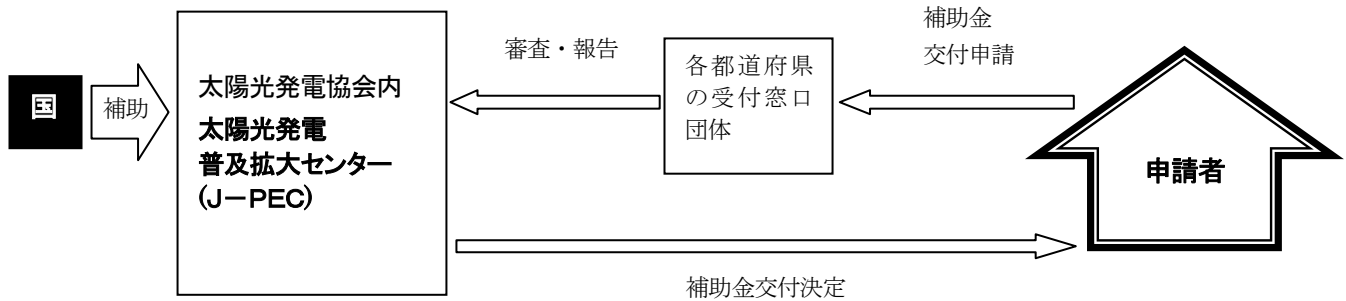 国
補助
太陽光発電協会内
太陽光発電
普及拡大センター
(J-PEC)
審査・報告
各都道府県
の受付窓口
団体
補助金
交付申請
申請者
補助金交付決定